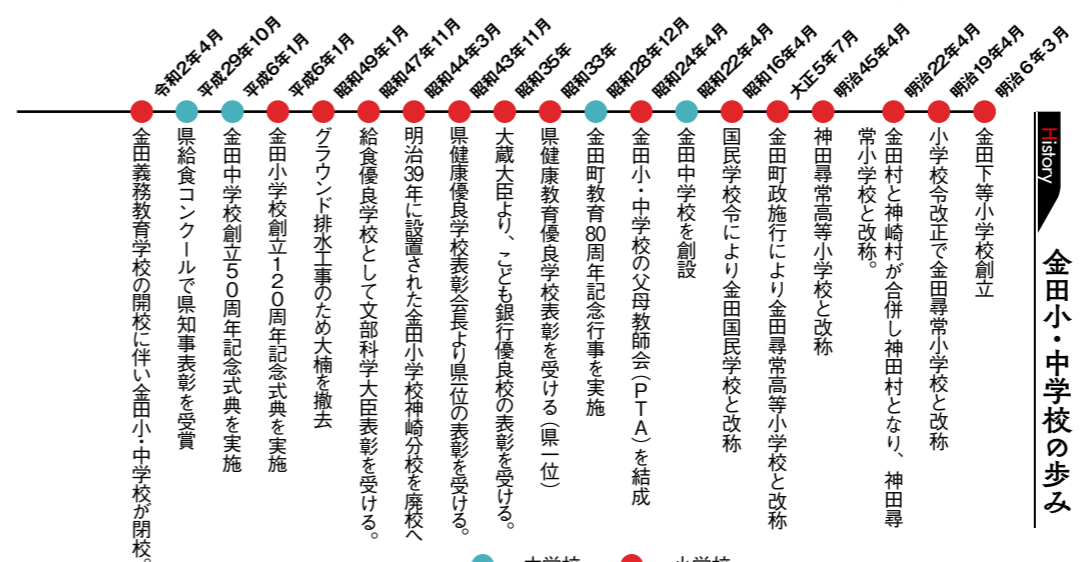 History
金田小・中学校の歩み
明治6年3月
金田下等小学校創立
明治19年4月
小学校令改正で金田尋常小学校と改称
明治22年4月
金田村と神崎村が合併し神田村となり、神田尋
常小学校と改称。
明治45年4月
神田尋常高等小学校と改称
大正5年7月
金田町政施行により金田尋常高等小学校と改称
昭和16年4月
国民学校令により金田国民学校と改称
昭和22年4月
金田中学校を創設
昭和24年4月
金田小・中学校の父母教師会(PTA)を結成
昭和28年12月
金田町教育80周年記念行事を実施
昭和33年
県健康教育優良学校表彰を受ける(県一位)
昭和35年
大蔵大臣より、こども銀行優良校の表彰を受ける。
昭和43年11月
県健康優良学校表彰会長より県一位の表彰を受ける。
昭和44年3月
明治39年に設置された金田小学校神崎分校を廃校へ
昭和47年11月
給食優良学校として文部科学大臣表彰を受ける。
昭和49年1月
グラウンド排水工事のため大楠を撤去
平成6年1月
金田小学校創立120周年記念式典を実施
平成6年1月
金田中学校創立50周年記念式典を実施
平成29年10月
県給食コンクールで県知事表彰を受賞
令和2年4月
金田義務教育学校の開校に伴い金田小・中学校が閉校。
中学校
小学校